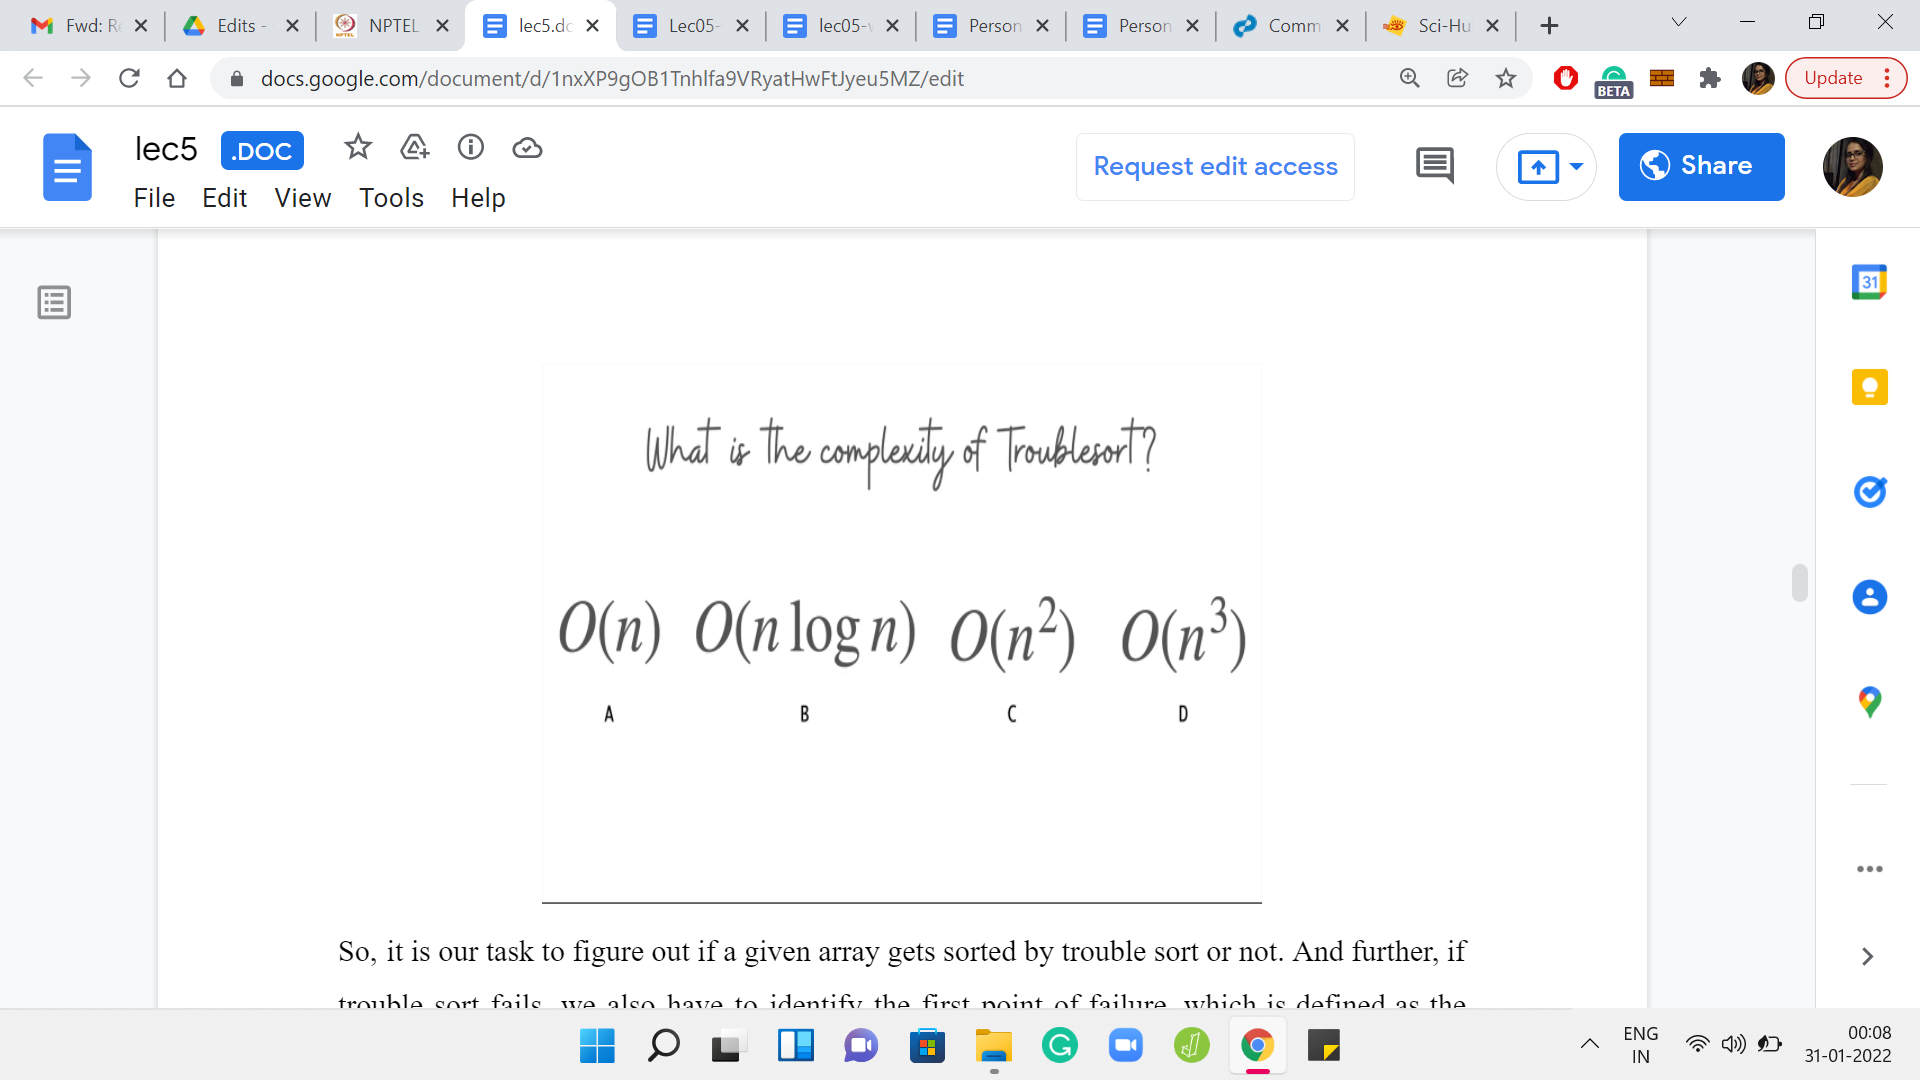 Fwd: Re
Edits -
NPTEL
lec5.dc
Lec05-
lec05-v
Person
Person
Comm
Sci-Hu
docs.google.com/document/d/1nxXP9gOB1Tnhlfa9VRyatHwFtJyeu5MZ/edit
BETA
Update
lec5
.DOC
Request edit access
Share
File Edit View Tools Help
31
What is the complexity of Troublesort?
O(n) O(n log n) O(n²) O(n³)
A B C D
So, it is our task to figure out if a given array gets sorted by trouble sort or not. And further, if
trouble sort fails, we also have to identify the first point of failure, which is defined as the
ENG
IN
00:08
31-01-2022